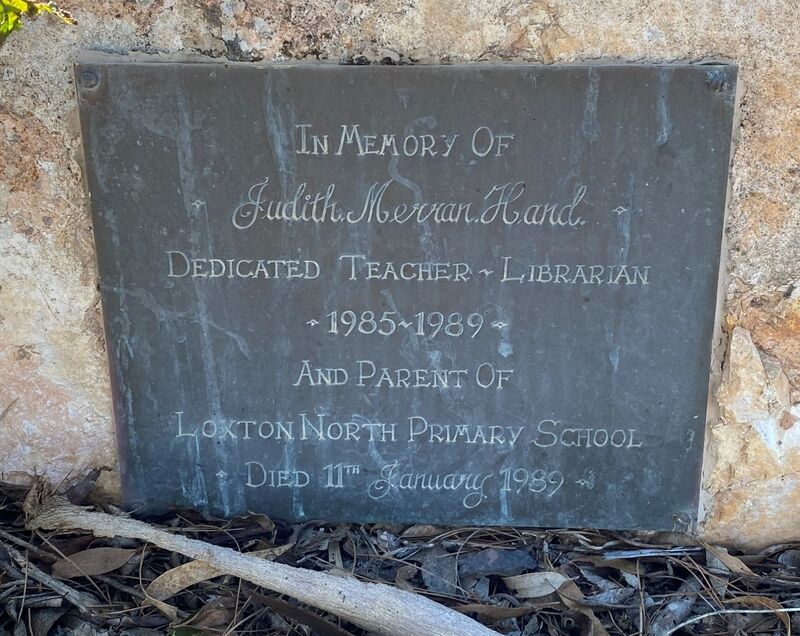 In Memory Of
Judith. Merran. Hand.
Dedicated Teacher ~ Librarian
1985~1989
And Parent Of
Loxton North Primary School
Died 11th January 1989